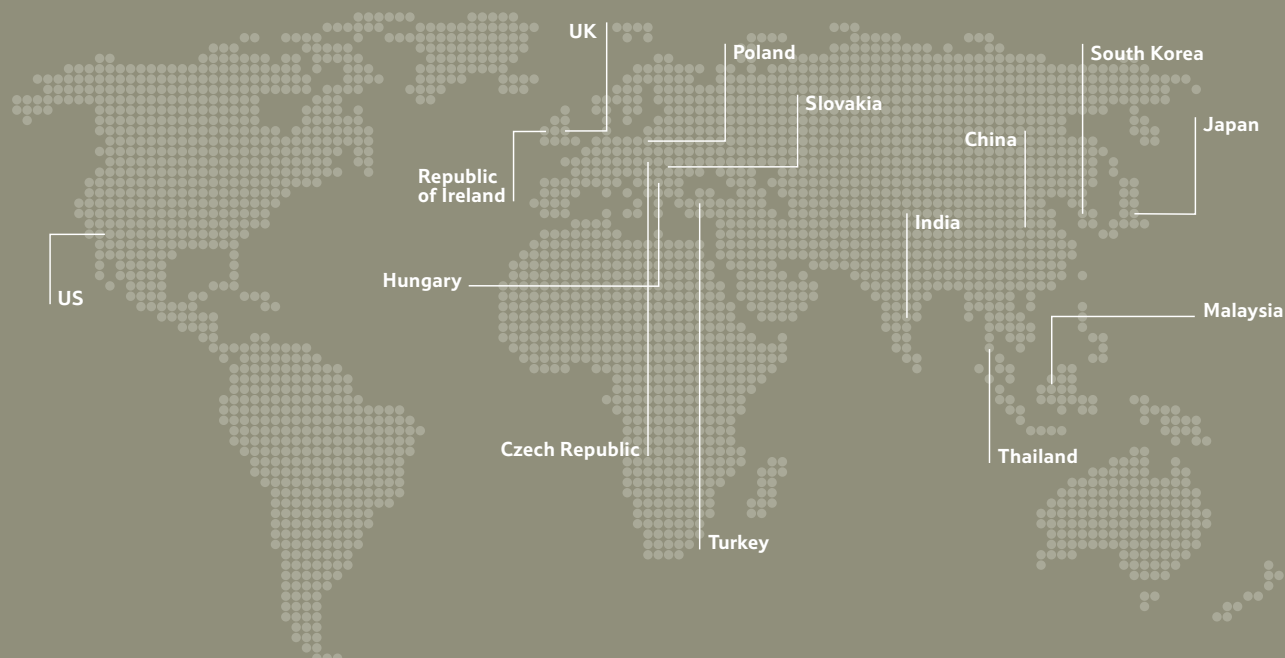 UK
Poland
South Korea
Slovakia
Japan
China
Republic
of Ireland
India
Hungary
US
Malaysia
Czech Republic
Thailand
Turkey